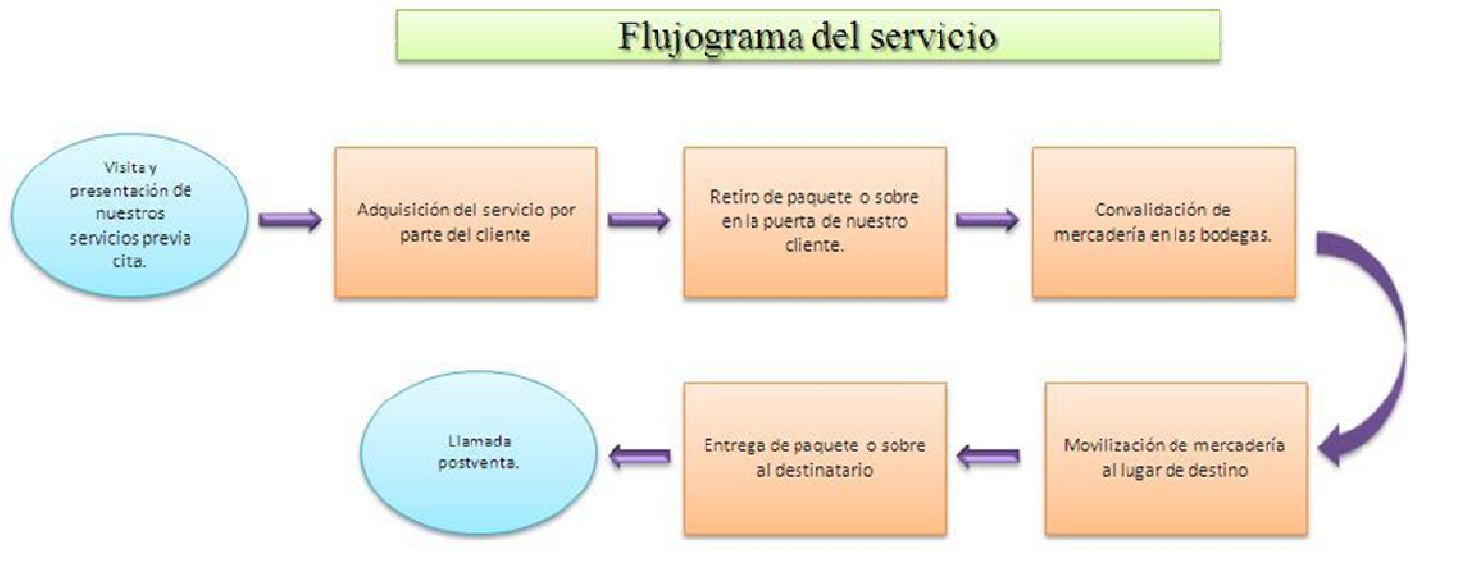 Flujograma del servicio
Visita y
presentación de
nuestros
servicios previa
cita.
Adquisición del servicio por
parte del cliente
Retiro de paquete o sobre
en la puerta de nuestro
cliente.
Convalidación de
mercadería en las bodegas.
Movilización de mercadería
al lugar de destino
Entrega de paquete o sobre
al destinatario
Llamada
postventa.